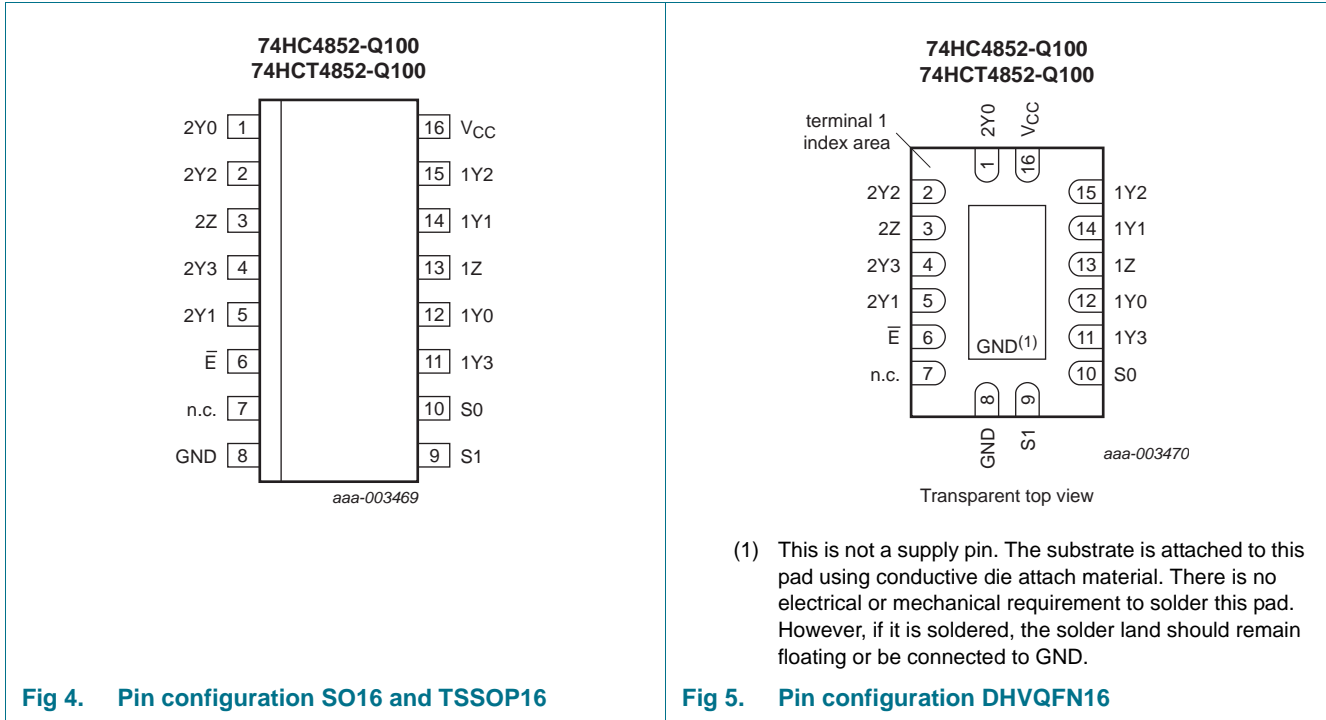 74HC4852-Q100
74HCT4852-Q100
2Y0 1 16 VCC
2Y2 2 15 1Y2
2Z 3 14 1Y1
2Y3 4 13 1Z
2Y1 5 12 1Y0
E̅ 6 11 1Y3
n.c. 7 10 S0
GND 8 9 S1
aaa-003469
Fig 4. Pin configuration SO16 and TSSOP16
74HC4852-Q100
74HCT4852-Q100
terminal 1
index area
2Y0 VCC
1 16
2Y2 2 15 1Y2
2Z 3 14 1Y1
2Y3 4 13 1Z
2Y1 5 12 1Y0
E̅ 6 GND(1) 11 1Y3
n.c. 7 10 S0
8 9
GND S1
aaa-003470
Transparent top view
(1) This is not a supply pin. The substrate is attached to this
pad using conductive die attach material. There is no
electrical or mechanical requirement to solder this pad.
However, if it is soldered, the solder land should remain
floating or be connected to GND.
Fig 5. Pin configuration DHVQFN16